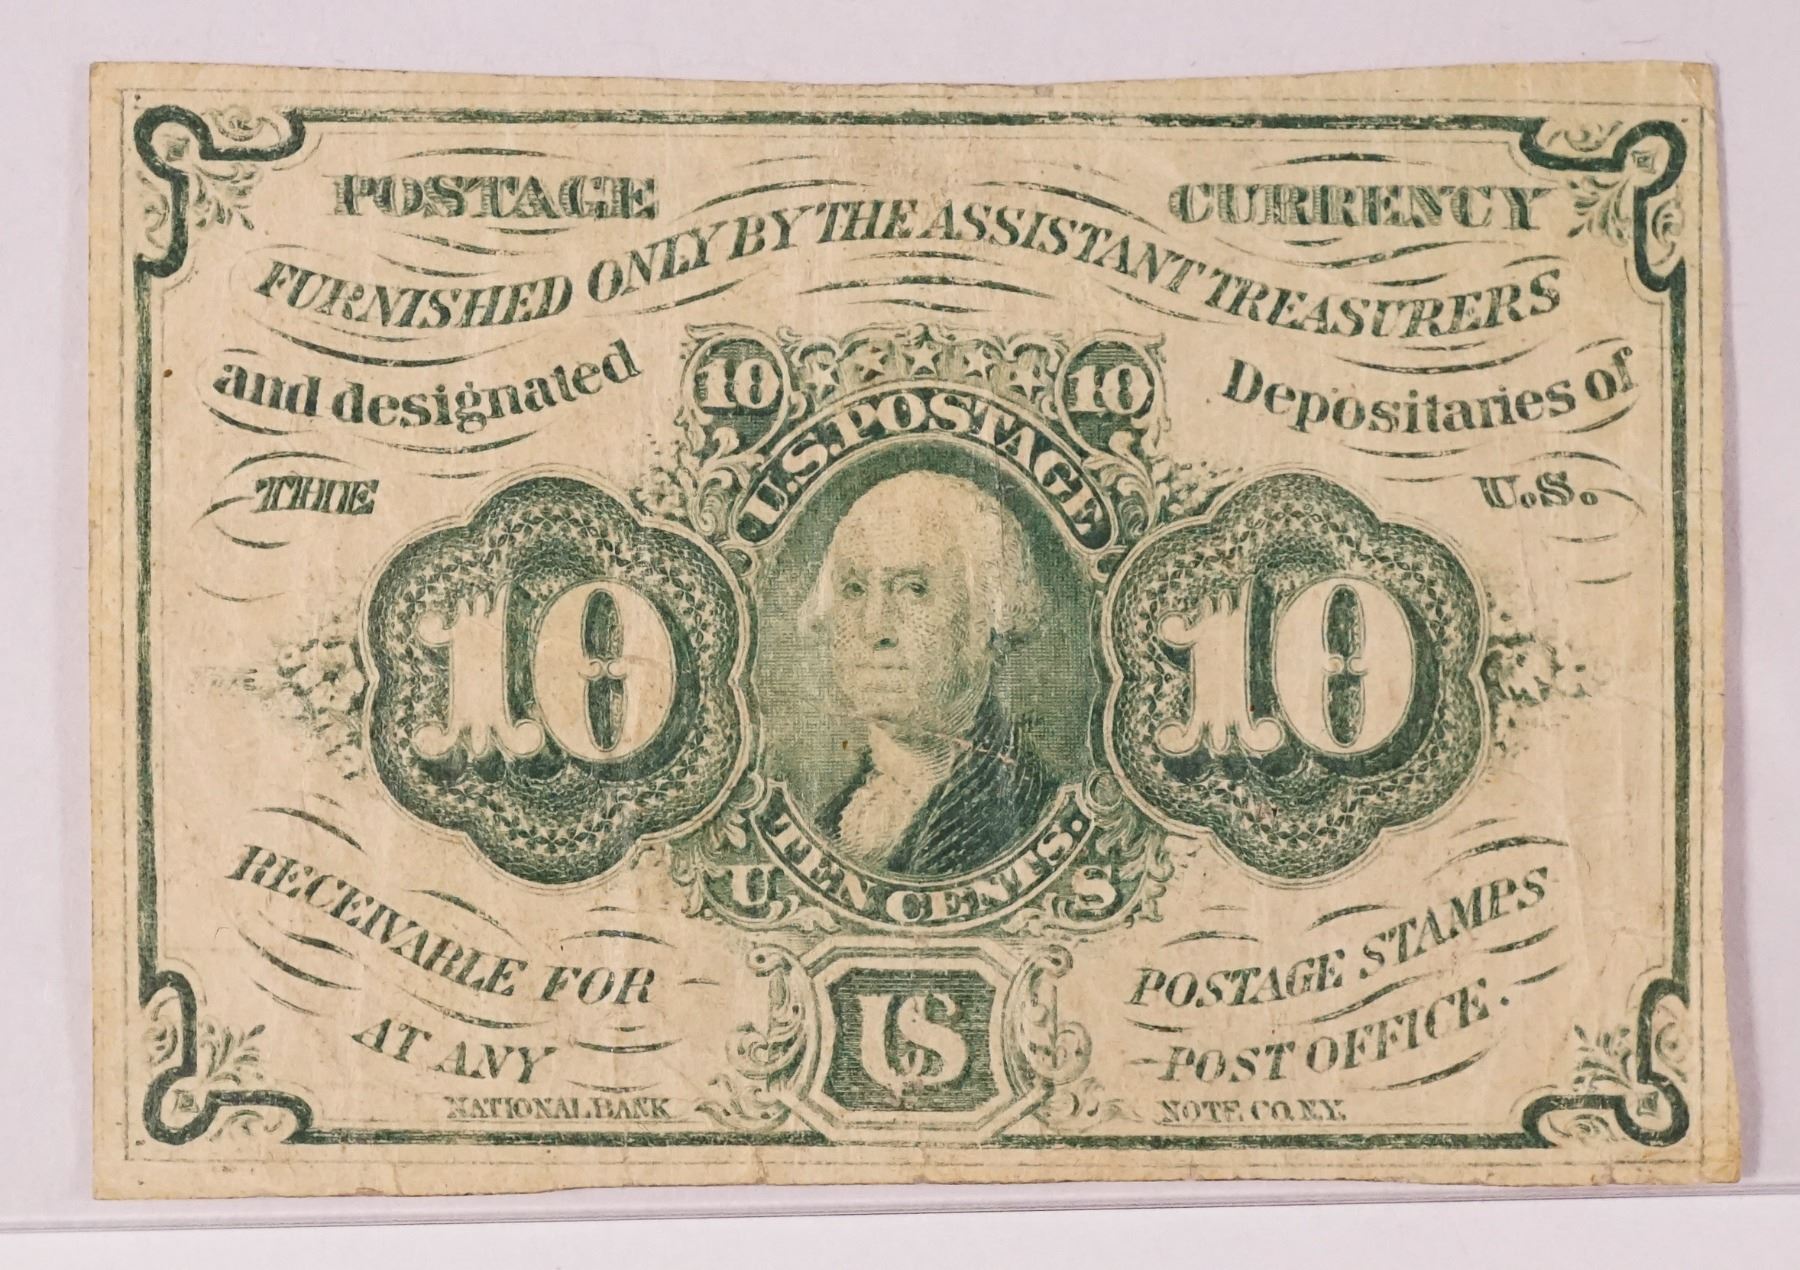 POSTAGE CURRENCY
FURNISHED ONLY BY THE ASSISTANT TREASURERS
and designated Depositaries of
THE U.S.
10 10
U.S. POSTAGE
10 10
TEN CENTS.
U S
RECEIVABLE FOR POSTAGE STAMPS
AT ANY POST OFFICE.
US
NATIONAL BANK NOTE CO. N.Y.